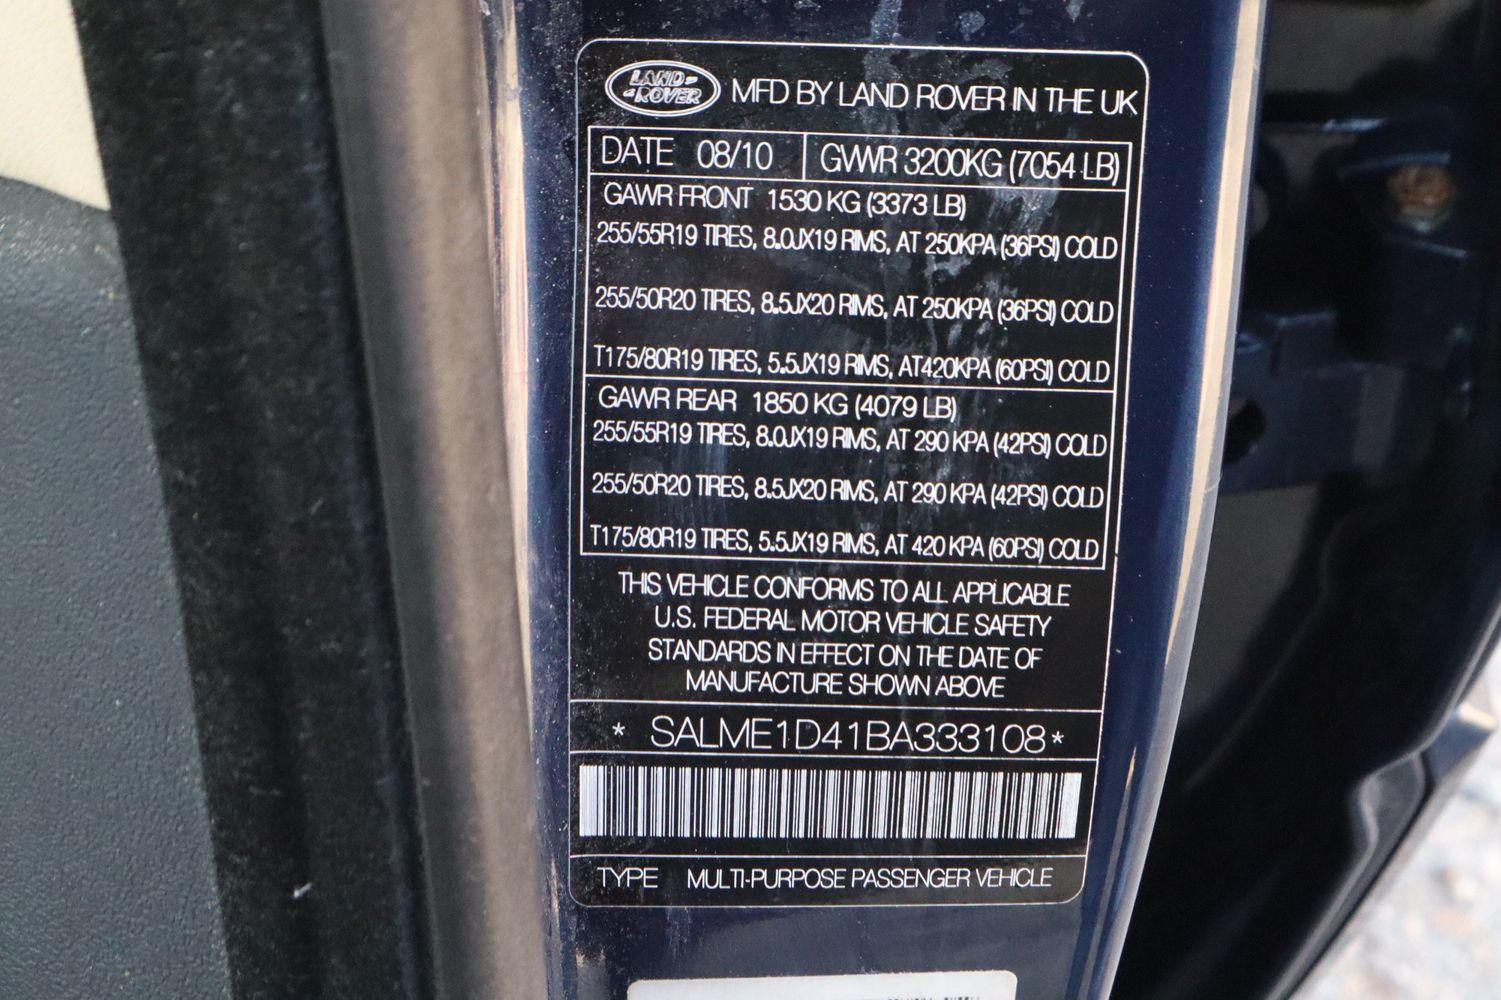 LAND ROVER MFD BY LAND ROVER IN THE UK
DATE 08/10 GVWR 3200KG (7054 LB)
GAWR FRONT 1530 KG (3373 LB)
255/55R19 TIRES, 8.0JX19 RIMS, AT 250KPA (36PSI) COLD
255/50R20 TIRES, 8.5JX20 RIMS, AT 250KPA (36PSI) COLD
T175/80R19 TIRES, 5.5JX19 RIMS, AT420KPA (60PSI) COLD
GAWR REAR 1850 KG (4079 LB)
255/55R19 TIRES, 8.0JX19 RIMS, AT 290 KPA (42PSI) COLD
255/50R20 TIRES, 8.5JX20 RIMS, AT 290 KPA (42PSI) COLD
T175/80R19 TIRES, 5.5JX19 RIMS, AT 420 KPA (60PSI) COLD
THIS VEHICLE CONFORMS TO ALL APPLICABLE
U.S. FEDERAL MOTOR VEHICLE SAFETY
STANDARDS IN EFFECT ON THE DATE OF
MANUFACTURE SHOWN ABOVE
* SALME1D41BA333108*
TYPE MULTI-PURPOSE PASSENGER VEHICLE